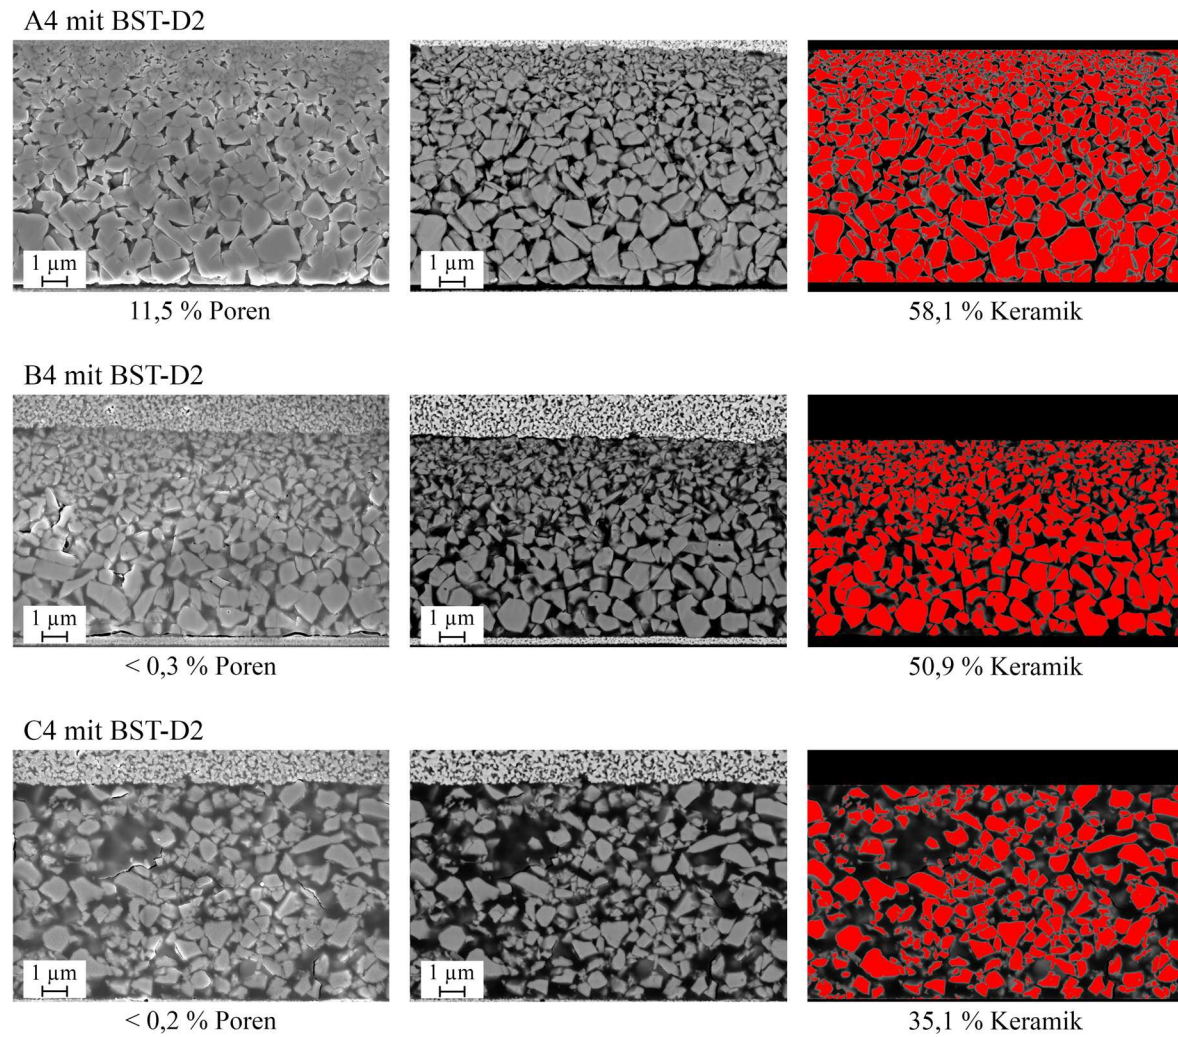 A4 mit BST-D2
1 µm
1 µm
11,5 % Poren
58,1 % Keramik
B4 mit BST-D2
1 µm
1 µm
< 0,3 % Poren
50,9 % Keramik
C4 mit BST-D2
1 µm
1 µm
< 0,2 % Poren
35,1 % Keramik